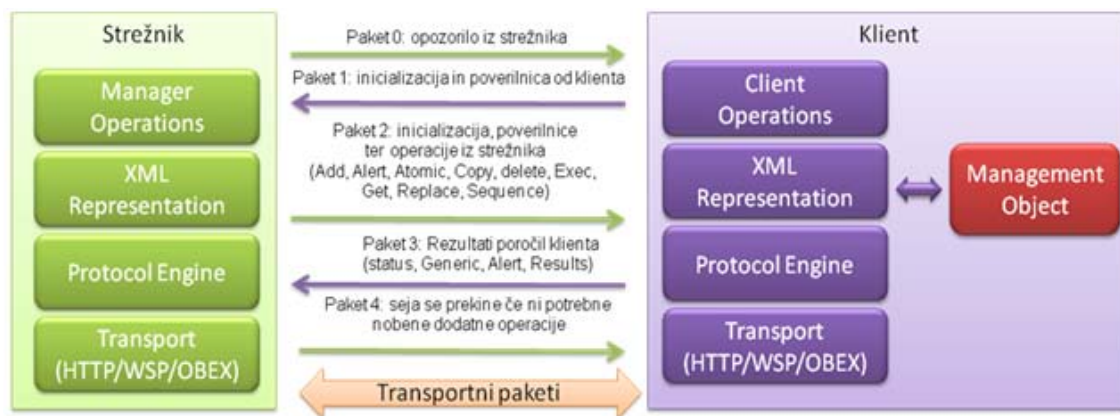 Strežnik
Manager
Operations
XML
Representation
Protocol Engine
Transport
(HTTP/WSP/OBEX)
Paket 0: opozorilo iz strežnika
Paket 1: inicializacija in poverilnica od klienta
Paket 2: inicializacija, poverilnice
ter operacije iz strežnika
(Add, Alert, Atomic, Copy, delete, Exec,
Get, Replace, Sequence)
Paket 3: Rezultati poročil klienta
(status, Generic, Alert, Results)
Paket 4: seja se prekine če ni potrebne
nobene dodatne operacije
Transportni paketi
Klient
Client
Operations
XML
Representation
Protocol Engine
Transport
(HTTP/WSP/OBEX)
Management
Object